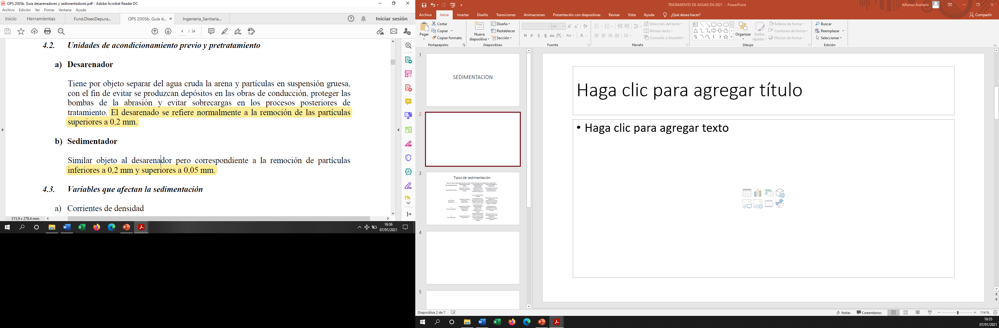 OPS 2005b. Guía desarenadores y sedimentadores.pdf - Adobe Acrobat Reader DC
Archivo Edición Ver Firmar Ventana Ayuda
Inicio Herramientas Fund.DiseoDepura... OPS 2005b. Guía d... × Ingenieria_Sanitaria... Iniciar sesión
4 / 34
4.2. Unidades de acondicionamiento previo y pretratamiento
a) Desarenador
Tiene por objeto separar del agua cruda la arena y partículas en suspensión gruesa,
con el fin de evitar se produzcan depósitos en las obras de conducción, proteger las
bombas de la abrasión y evitar sobrecargas en los procesos posteriores de
tratamiento. El desarenado se refiere normalmente a la remoción de las partículas
superiores a 0,2 mm.
b) Sedimentador
Similar objeto al desarenador pero correspondiente a la remoción de partículas
inferiores a 0,2 mm y superiores a 0,05 mm.
4.3. Variables que afectan la sedimentación
a) Corrientes de densidad
215,9 x 279,4 mm
16:36
07/01/2021
TRATAMIENTO DE AGUAS EN 2021 - PowerPoint
Alfonso Arellano
Archivo Inicio Insertar Diseño Transiciones Animaciones Presentación con diapositivas Revisar Vista Ayuda ¿Qué desea hacer? Compartir
Pegar
Cortar
Copiar
Copiar formato
Portapapeles
Nueva
diapositiva
Diseño
Restablecer
Sección
Diapositivas
44
N K S S abc AV Aa A
Fuente
Dirección del texto
Alinear texto
Convertir a SmartArt
Párrafo
Organizar
Estilos
rápidos
Relleno de forma
Contorno de forma
Efectos de forma
Dibujo
Buscar
Reemplazar
Seleccionar
Edición
1
SEDIMENTACION
2
3
Tipos de sedimentación
4
5
Haga clic para agregar título
• Haga clic para agregar texto
Diapositiva 2 de 7
Notas Comentarios 114 %
16:35
07/01/2021